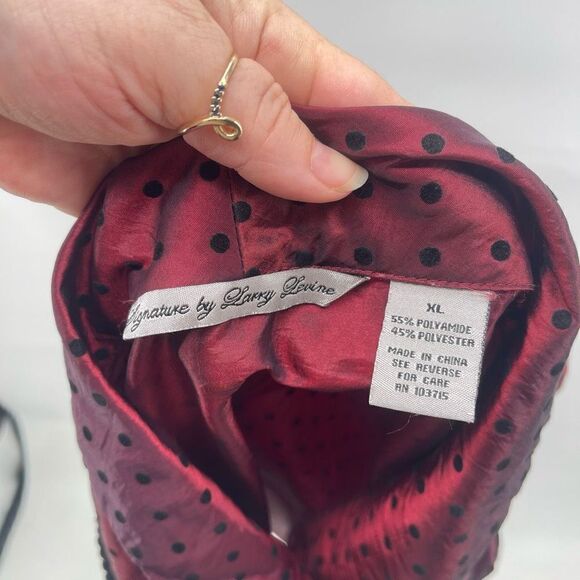 Signature by Larry Levine
XL
55% POLYAMIDE
45% POLYESTER
MADE IN CHINA
SEE REVERSE
FOR CARE
RN 103715